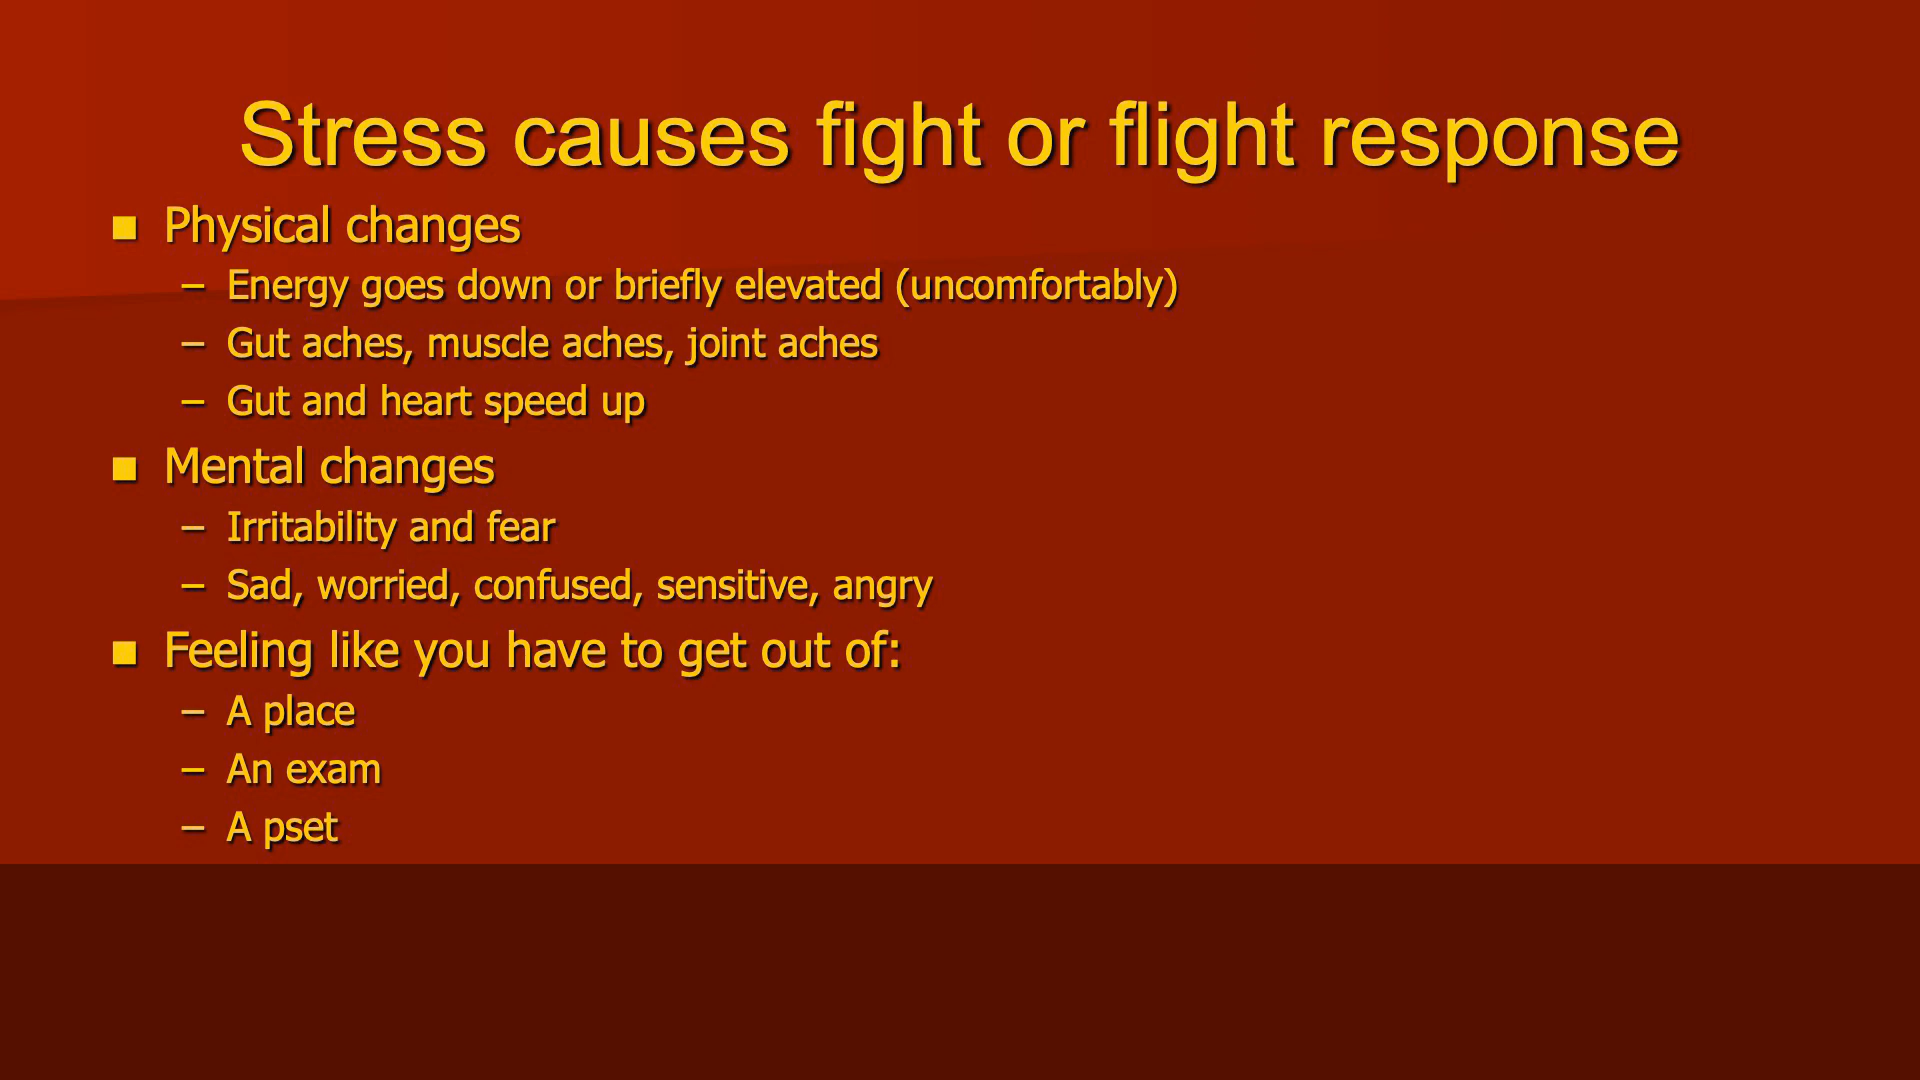 Stress causes fight or flight response
■ Physical changes
– Energy goes down or briefly elevated (uncomfortably)
– Gut aches, muscle aches, joint aches
– Gut and heart speed up
■ Mental changes
– Irritability and fear
– Sad, worried, confused, sensitive, angry
■ Feeling like you have to get out of:
– A place
– An exam
– A pset